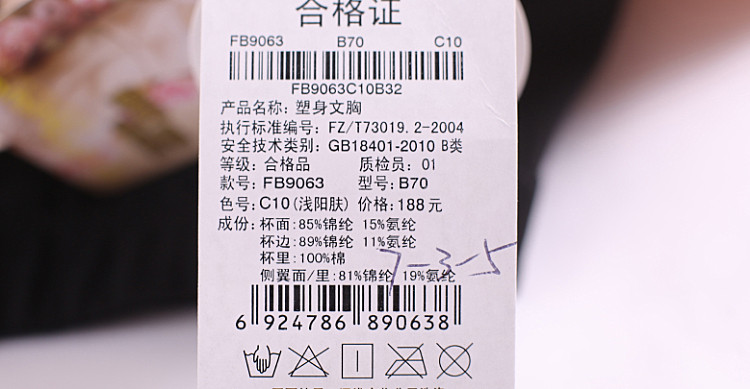 合格证
FB9063 B70 C10
FB9063C10B32
产品名称：塑身文胸
执行标准编号：FZ/T73019.2-2004
安全技术类别：GB18401-2010 B类
等级：合格品 质检员：01
款号：FB9063 型号：B70
色号：C10(浅阳肤) 价格：188元
成份：杯面：85%锦纶 15%氨纶
杯边：89%锦纶 11%氨纶
杯里：100%棉
侧翼面/里：81%锦纶 19%氨纶
7-3-5
6 924786 890638